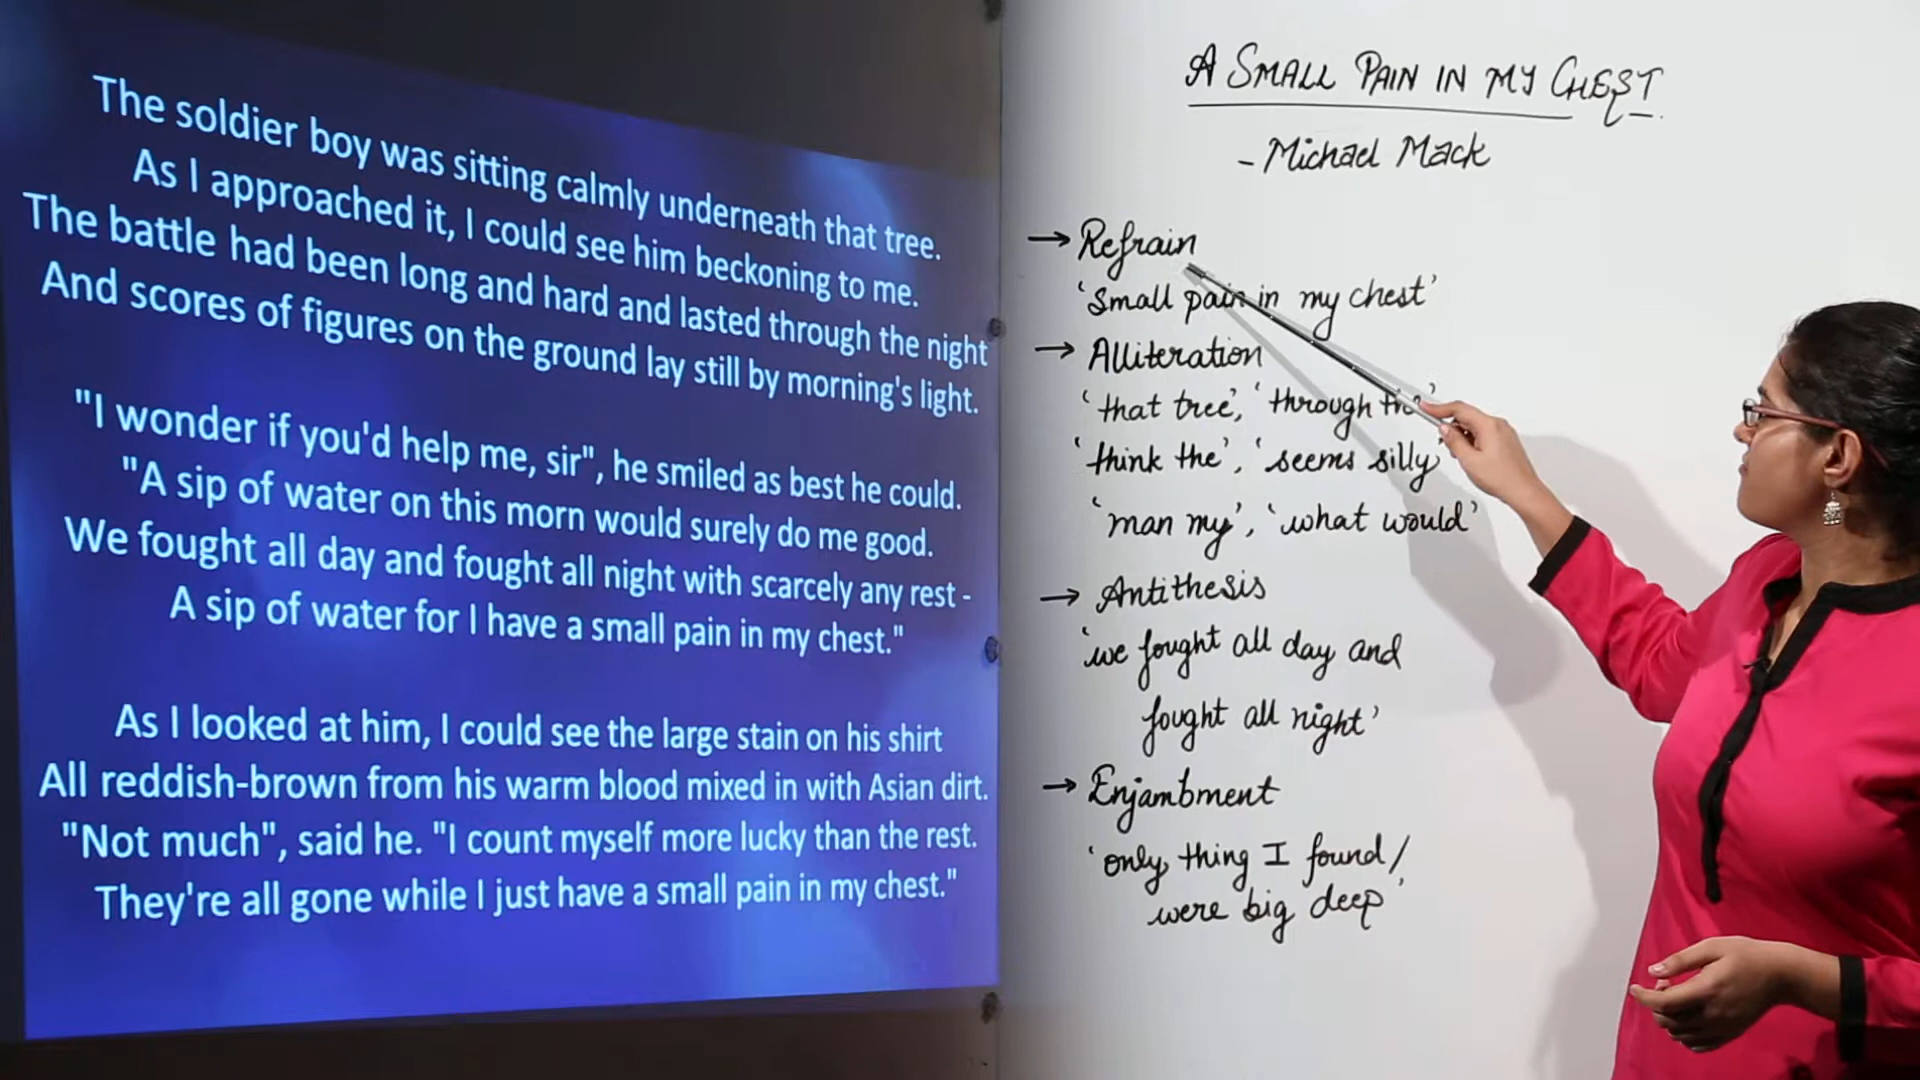 The soldier boy was sitting calmly underneath that tree.
As I approached it, I could see him beckoning to me.
The battle had been long and hard and lasted through the night
And scores of figures on the ground lay still by morning's light.
"I wonder if you'd help me, sir", he smiled as best he could.
"A sip of water on this morn would surely do me good.
We fought all day and fought all night with scarcely any rest -
A sip of water for I have a small pain in my chest."
As I looked at him, I could see the large stain on his shirt
All reddish-brown from his warm blood mixed in with Asian dirt.
"Not much", said he. "I count myself more lucky than the rest.
They're all gone while I just have a small pain in my chest."
A SMALL PAIN IN MY CHEST
- Michael Mack
→ Refrain
'Small pain in my chest'
→ Alliteration
'that tree', 'through the'
'think the', 'seems silly'
'man my', 'what would'
→ Antithesis
'we fought all day and
fought all night'
→ Enjambment
'only thing I found/
were big deep'